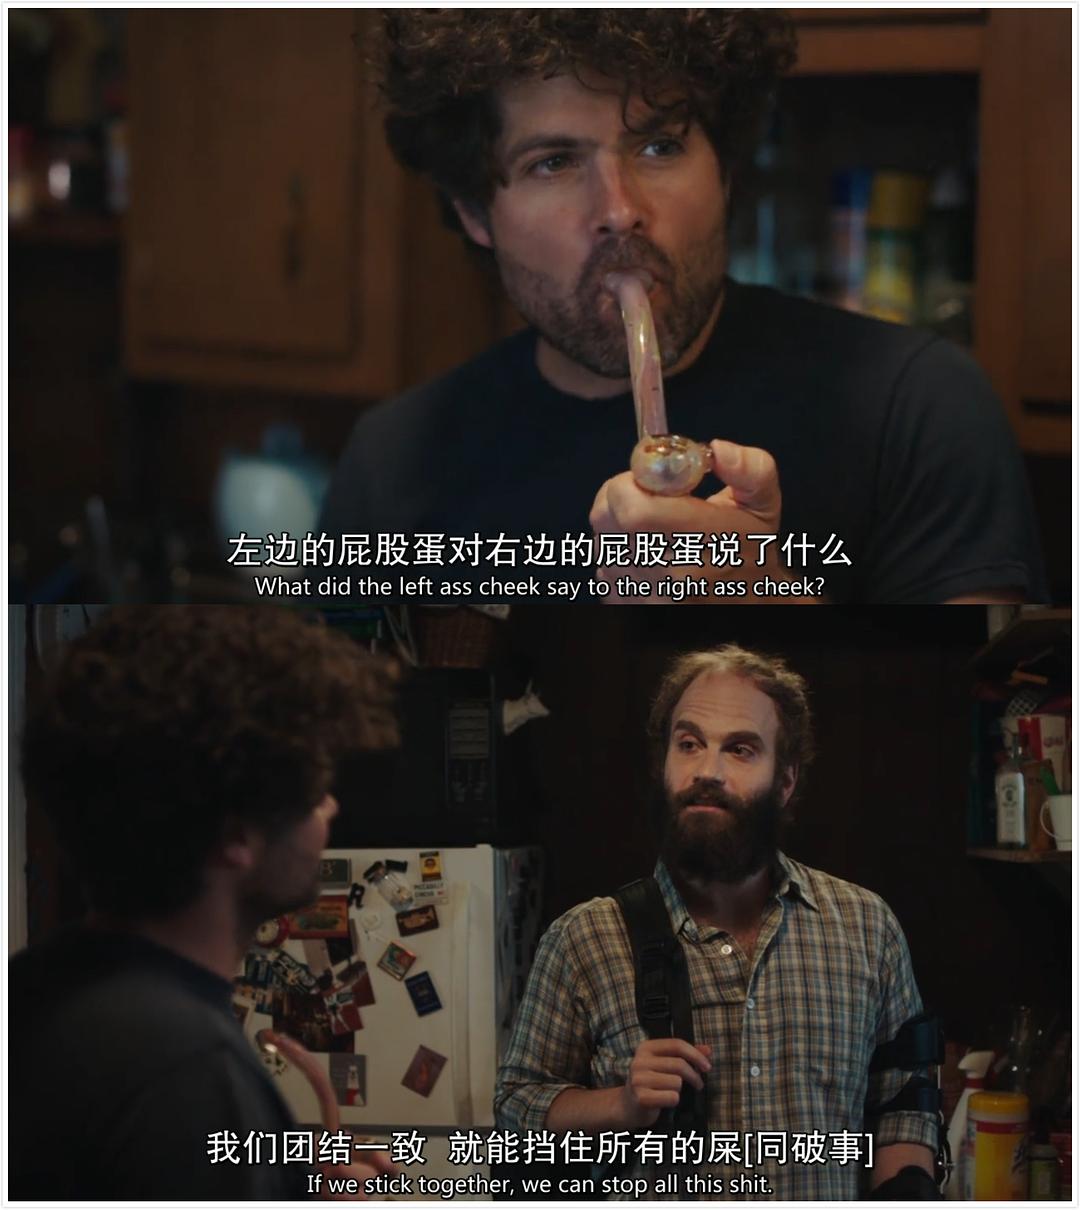 左边的屁股蛋对右边的屁股蛋说了什么
What did the left ass cheek say to the right ass cheek?
PICCADILLY
CIRCUS
我们团结一致 就能挡住所有的屎[同破事]
If we stick together, we can stop all this shit.